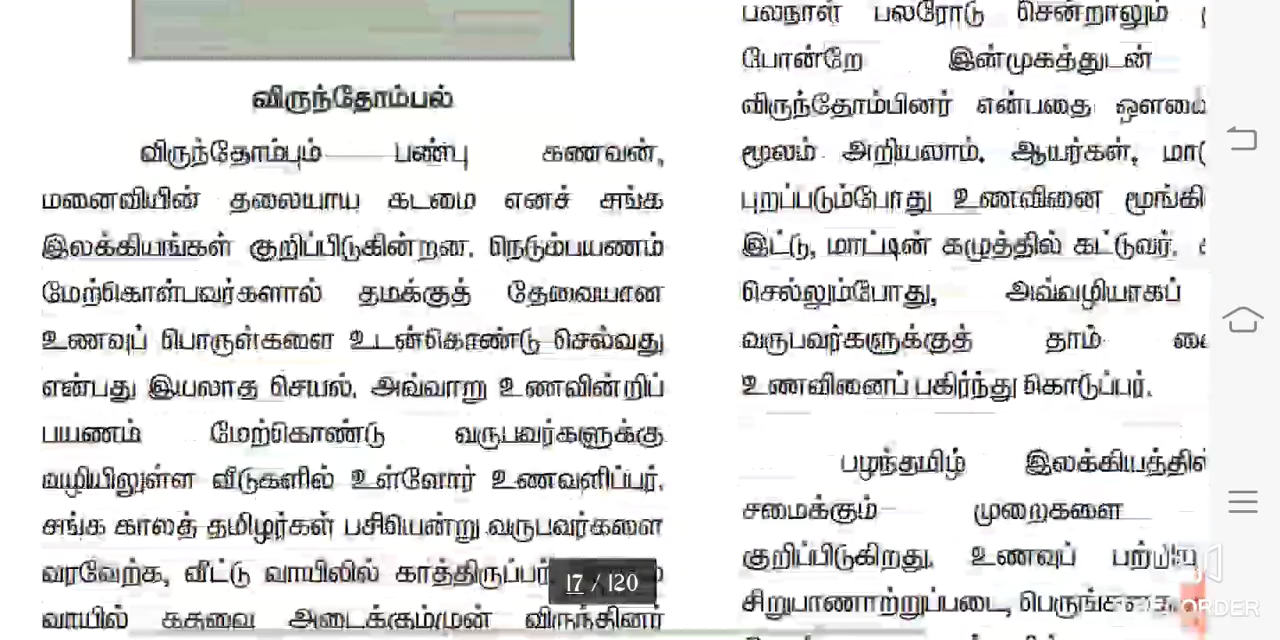 விருந்தோம்பல்
விருந்தோம்பும் பண்பு கணவன்,
மனைவியின் தலையாய கடமை எனச் சங்க
இலக்கியங்கள் குறிப்பிடுகின்றன. நெடும்பயணம்
மேற்கொள்பவர்களால் தமக்குத் தேவையான
உணவுப் பொருள்களை உடன்கொண்டு செல்வது
என்பது இயலாத செயல். அவ்வாறு உணவின்றிப்
பயணம் மேற்கொண்டு வருபவர்களுக்கு
வழியிலுள்ள வீடுகளில் உள்ளோர் உணவளிப்பர்.
சங்க காலத் தமிழர்கள் பசியென்று வருபவர்களை
வரவேற்க, வீட்டு வாயிலில் காத்திருப்பர்
வாயில் கதவை அடைக்கும்முன் விருந்தினர்
பலநாள் பலரோடு சென்றாலும்
போன்றே இன்முகத்துடன்
விருந்தோம்பினர் என்பதை
மூலம் அறியலாம். ஆயர்கள்,
புறப்படும்போது உணவினை
இட்டு, மாட்டின் கழுத்தில் கட்டுவர்.
செல்லும்போது, அவ்வழியாகப்
வருபவர்களுக்குத் தாம்
உணவினைப் பகிர்ந்து கொடுப்பர்.
பழந்தமிழ்
சமைக்கும் முறைகளை
குறிப்பிடுகிறது. உணவுப்
சிறுபாணாற்றுப்படை,
17 / 120